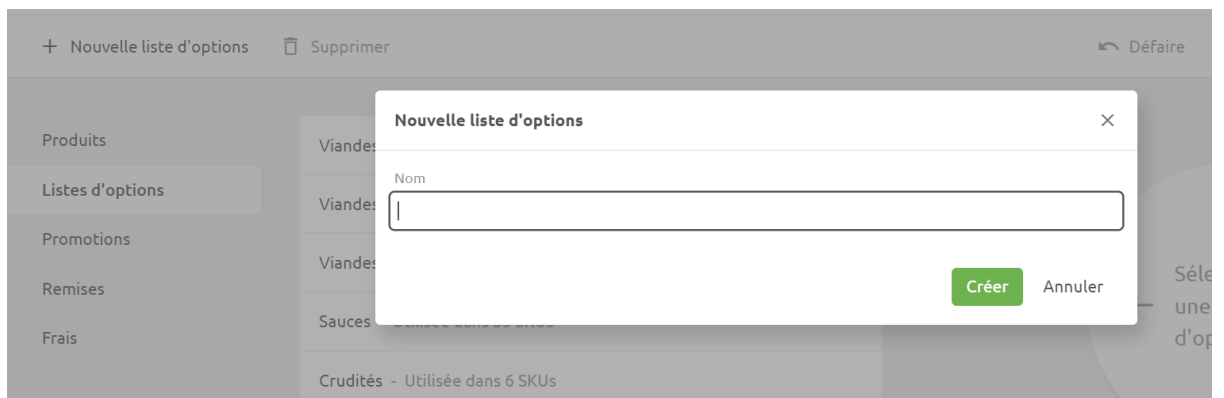 + Nouvelle liste d'options Supprimer Défaire
Nouvelle liste d'options
Produits
Viandes
Nom
Listes d'options
Viandes
Promotions
Viandes
Remises
Créer Annuler
Séle
une
Sauces
Frais
d'op
Crudités - Utilisée dans 6 SKUs